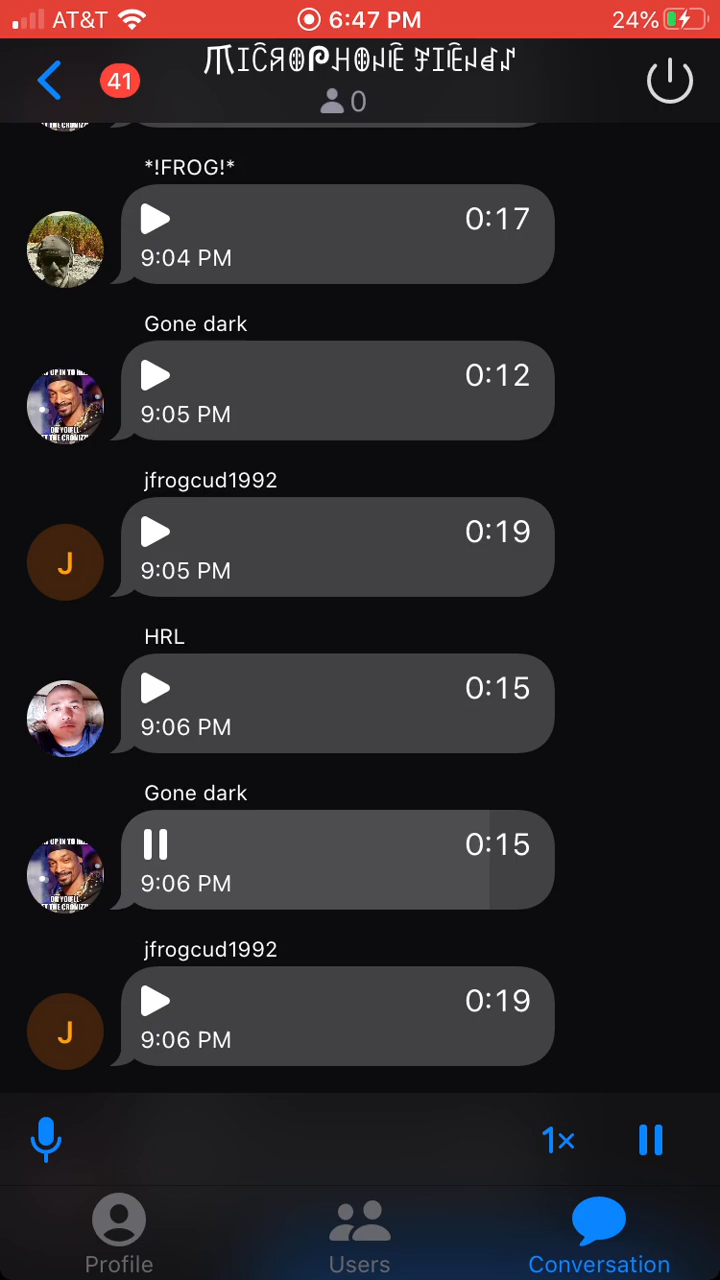 AT&T 6:47 PM 24%
41
MICROPHONE FIENDS
0
*!FROG!*
0:17
9:04 PM
Gone dark
0:12
9:05 PM
jfrogcud1992
J
0:19
9:05 PM
HRL
0:15
9:06 PM
Gone dark
0:15
9:06 PM
jfrogcud1992
J
0:19
9:06 PM
1×
Profile Users Conversation